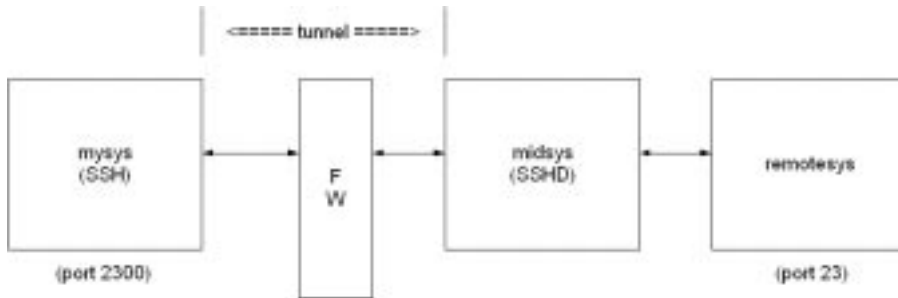 <===== tunnel =====>
mysys
(SSH)
F
W
midsys
(SSHD)
remotesys
(port 2300)
(port 23)